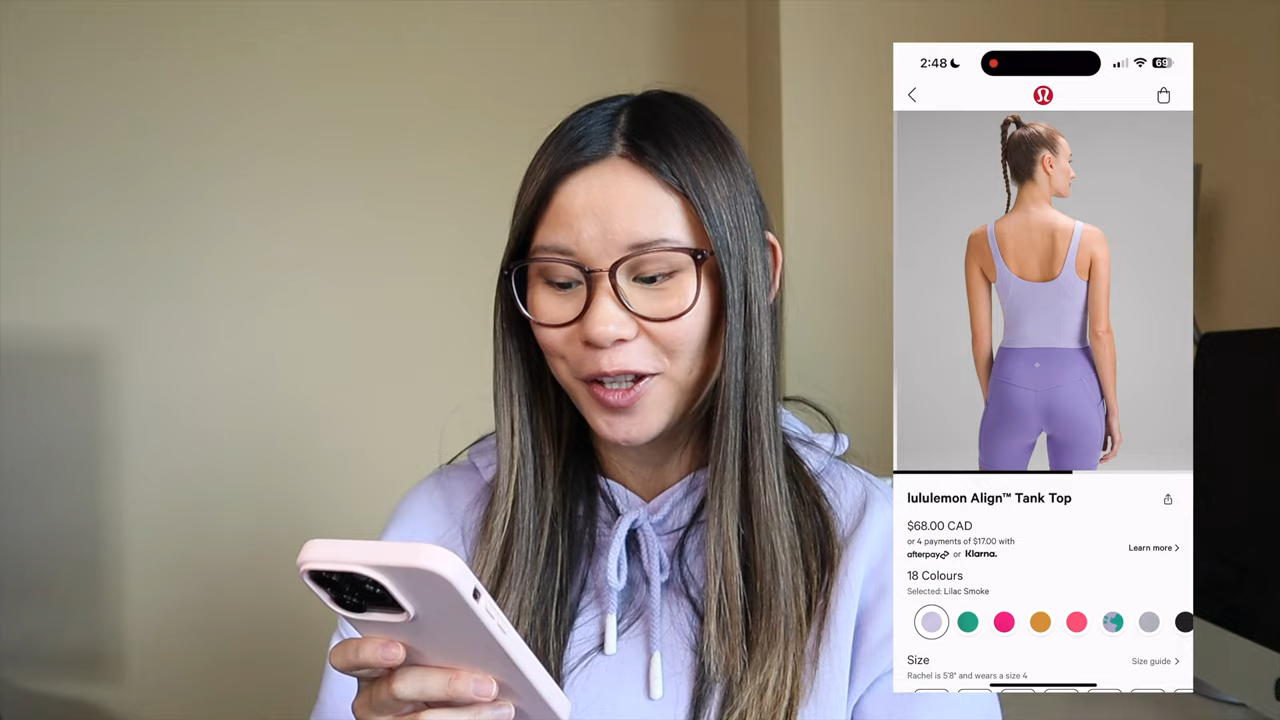 2:48
69
lululemon Align™ Tank Top
$68.00 CAD
or 4 payments of $17.00 with
afterpay or Klarna.
Learn more >
18 Colours
Selected: Lilac Smoke
Size
Size guide >
Rachel is 5'8" and wears a size 4